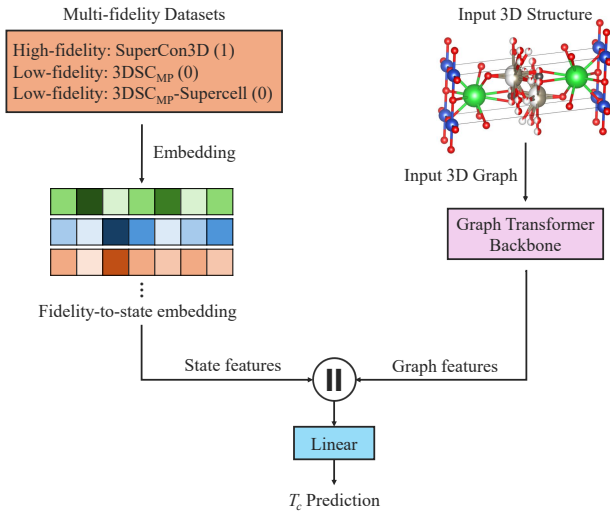 Multi-fidelity Datasets
High-fidelity: SuperCon3D (1)
Low-fidelity: 3DSC_MP (0)
Low-fidelity: 3DSC_MP-Supercell (0)
Embedding
Fidelity-to-state embedding
Input 3D Structure
Input 3D Graph
Graph Transformer
Backbone
State features
Graph features
Linear
T_c Prediction